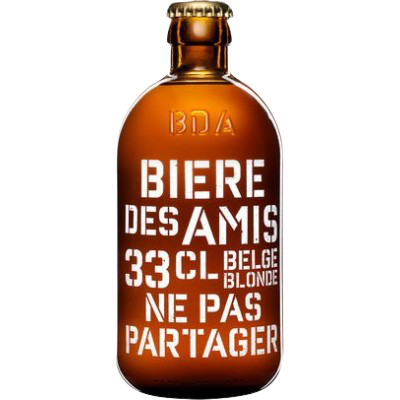 BDA
BIERE
DES AMIS
33 CL BELGE BLONDE
NE PAS
PARTAGER